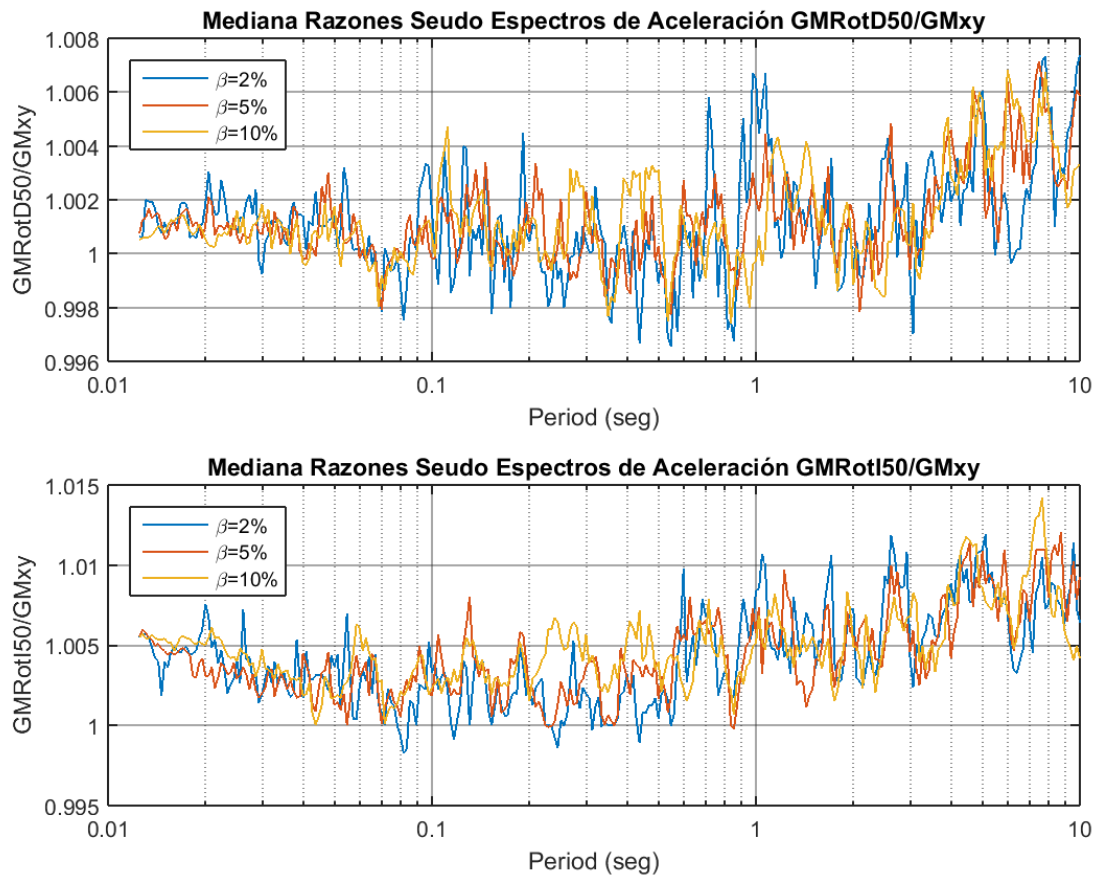 Mediana Razones Seudo Espectros de Aceleración GMRotD50/GMxy
GMRotD50/GMxy
1.008
1.006
1.004
1.002
1
0.998
0.996
β=2%
β=5%
β=10%
0.01 0.1 1 10
Period (seg)
Mediana Razones Seudo Espectros de Aceleración GMRotI50/GMxy
GMRotI50/GMxy
1.015
1.01
1.005
1
0.995
β=2%
β=5%
β=10%
0.01 0.1 1 10
Period (seg)